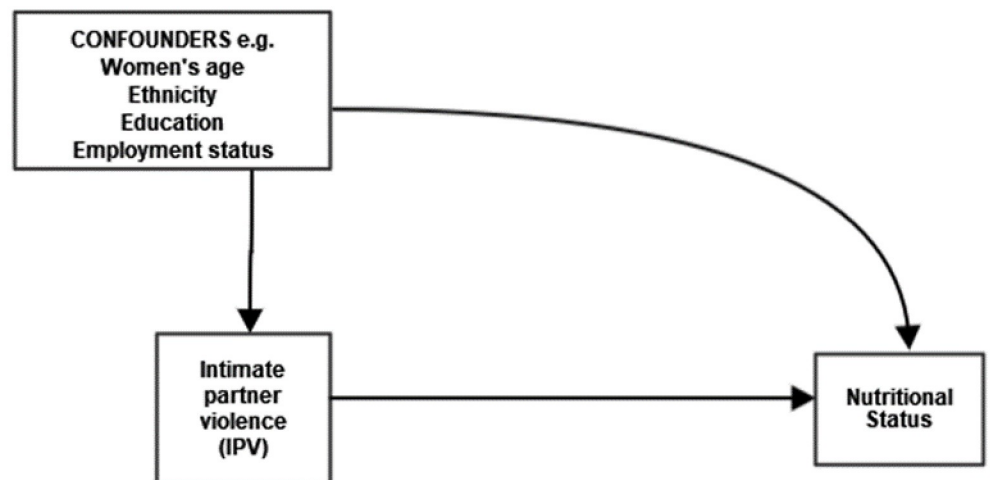 CONFOUNDERS e.g.
Women's age
Ethnicity
Education
Employment status
Intimate
partner
violence
(IPV)
Nutritional
Status